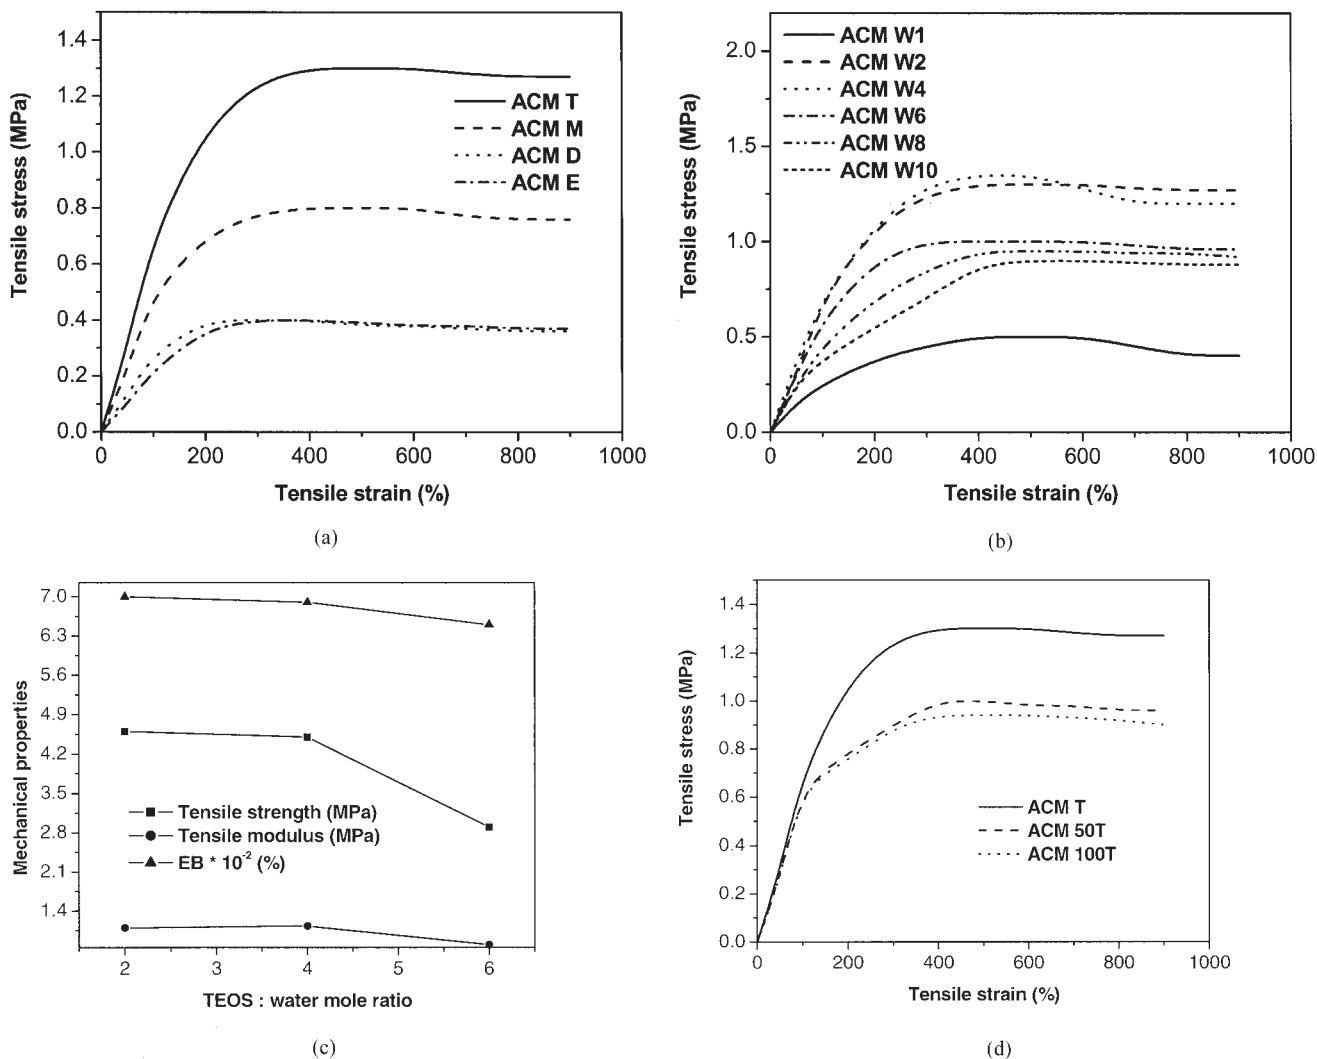 1.4
1.2
1.0
0.8
0.6
0.4
0.2
0.0
Tensile stress (MPa)
ACM T
ACM M
ACM D
ACM E
0 200 400 600 800 1000
Tensile strain (%)
(a)
2.0
1.5
1.0
0.5
0.0
Tensile stress (MPa)
ACM W1
ACM W2
ACM W4
ACM W6
ACM W8
ACM W10
0 200 400 600 800 1000
Tensile strain (%)
(b)
7.0
6.3
5.6
4.9
4.2
3.5
2.8
2.1
1.4
Mechanical properties
Tensile strength (MPa)
Tensile modulus (MPa)
EB * 10⁻² (%)
2 3 4 5 6
TEOS : water mole ratio
(c)
1.4
1.2
1.0
0.8
0.6
0.4
0.2
0.0
Tensile stress (MPa)
ACM T
ACM 50T
ACM 100T
0 200 400 600 800 1000
Tensile strain (%)
(d)